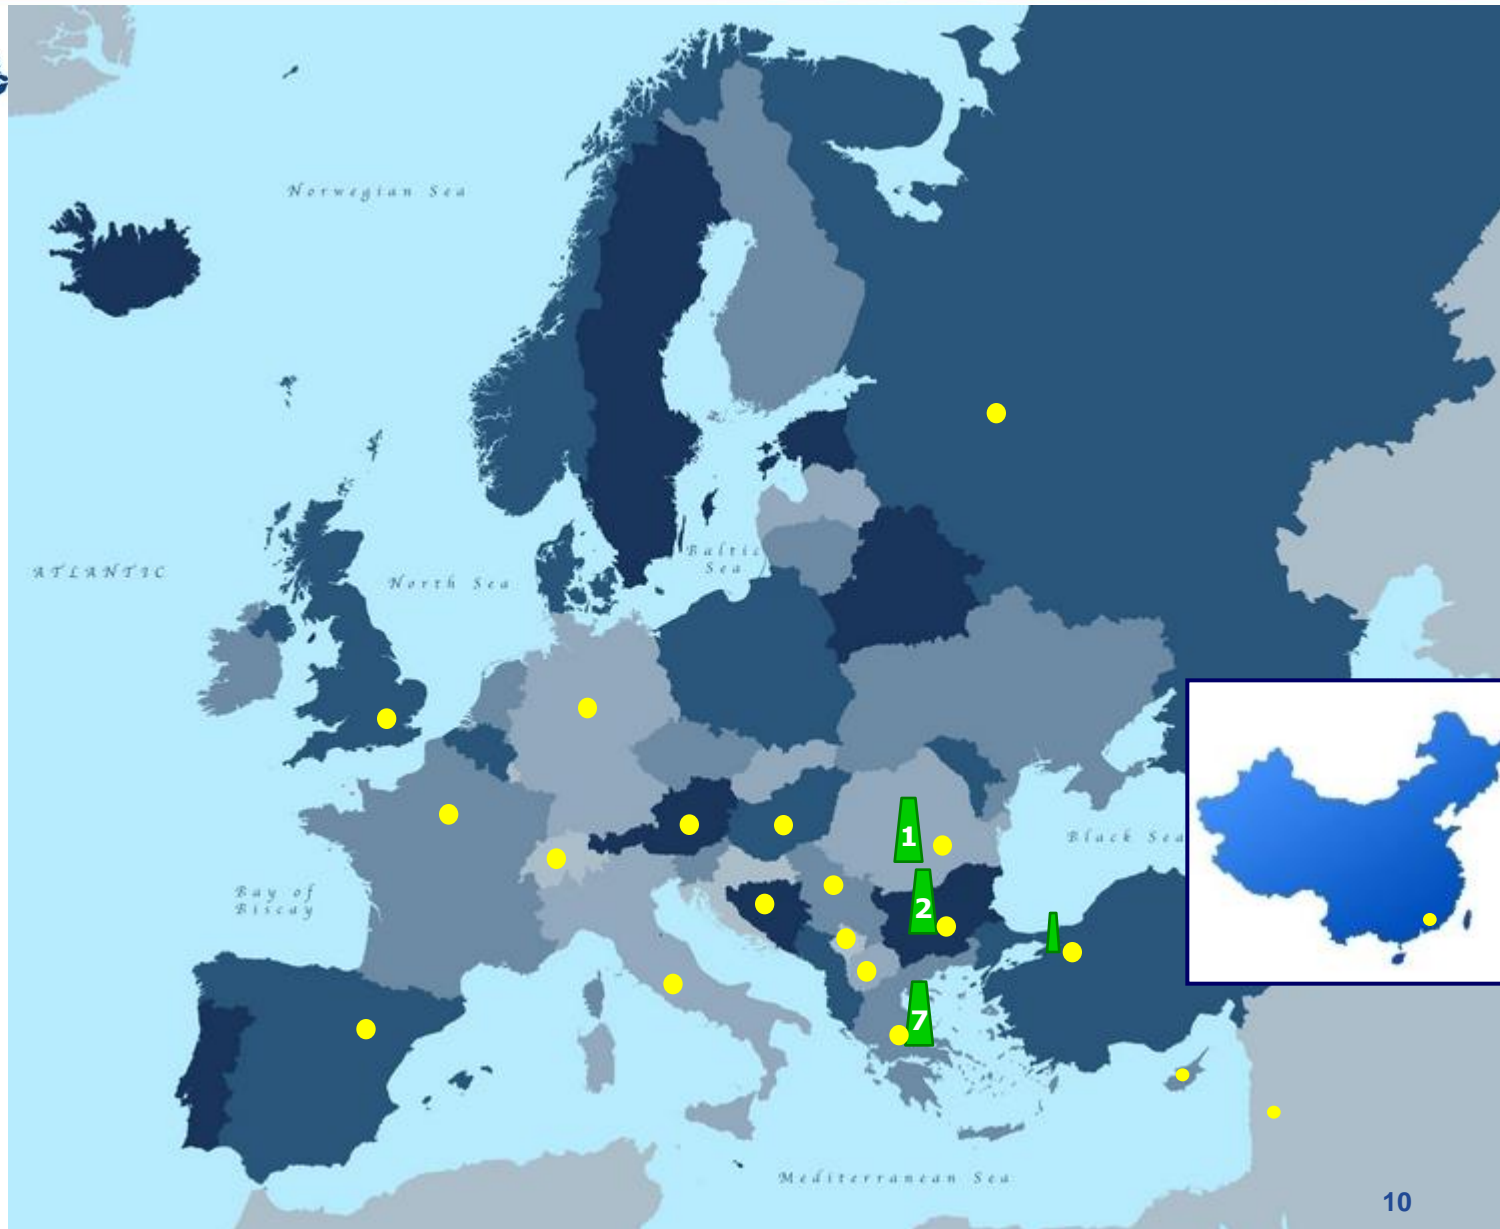 Norwegian Sea
ATLANTIC
North Sea
Baltic
Sea
1
Black Sea
Bay of
Biscay
2
7
Mediterranean Sea
10